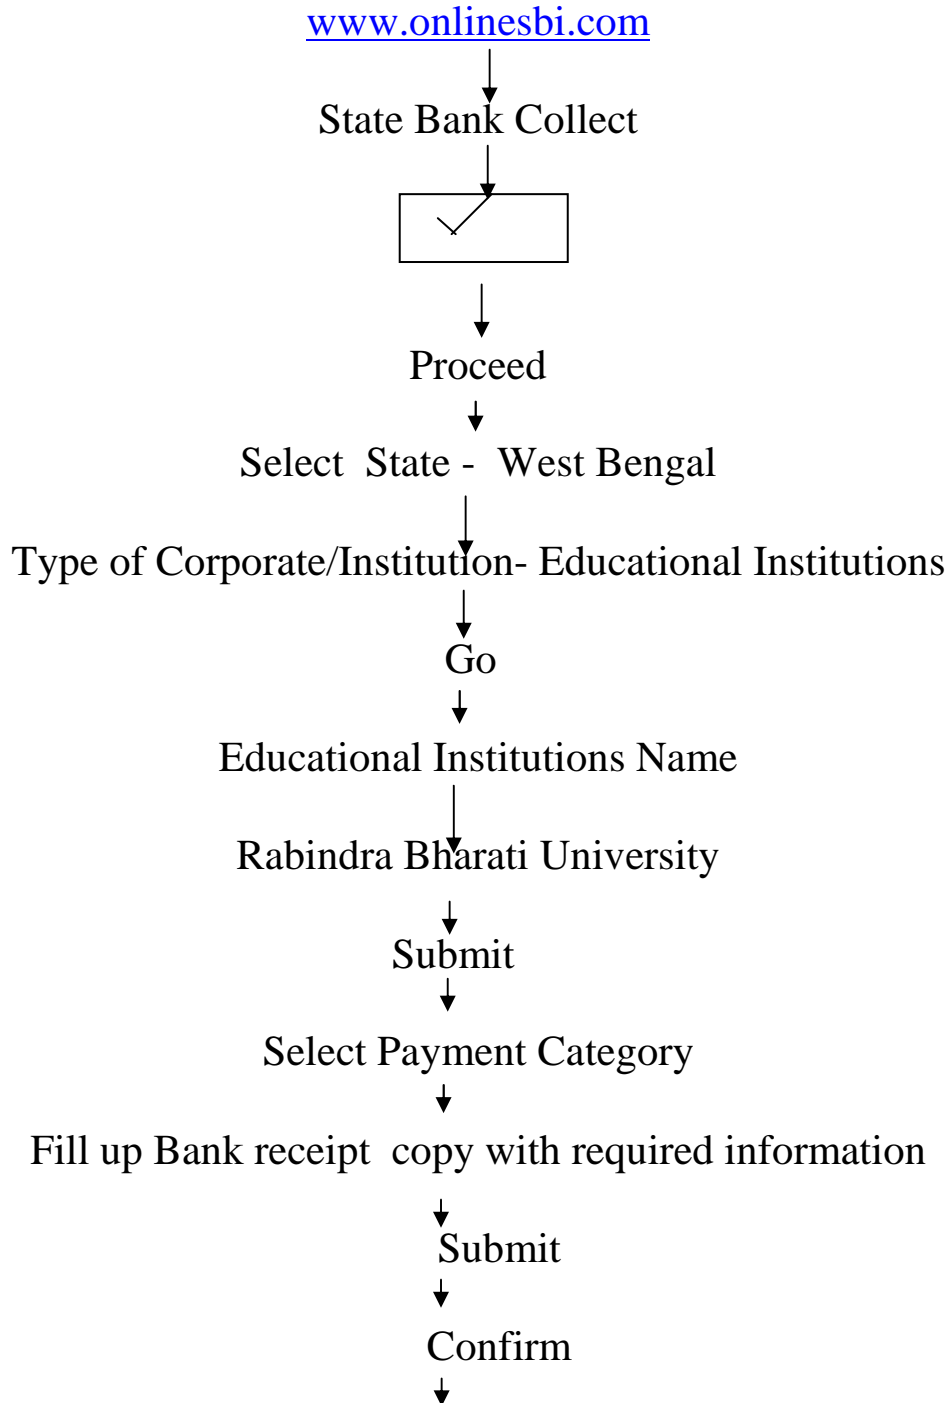 www.onlinesbi.com
State Bank Collect
Proceed
Select State - West Bengal
Type of Corporate/Institution- Educational Institutions
Go
Educational Institutions Name
Rabindra Bharati University
Submit
Select Payment Category
Fill up Bank receipt copy with required information
Submit
Confirm